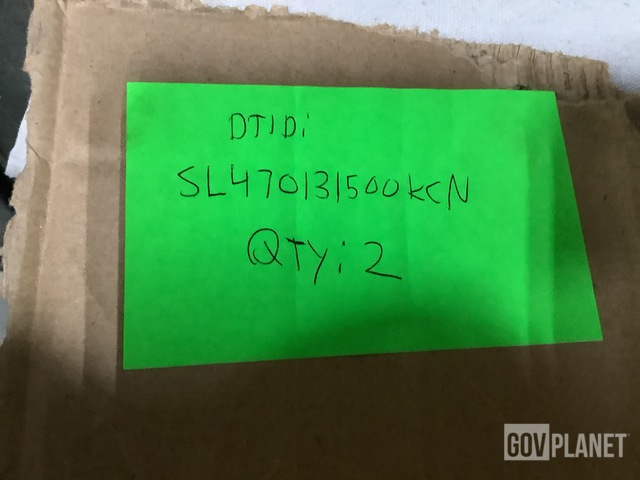 DTIDi
SL470131500KCN
QTY: 2
GOVPLANET